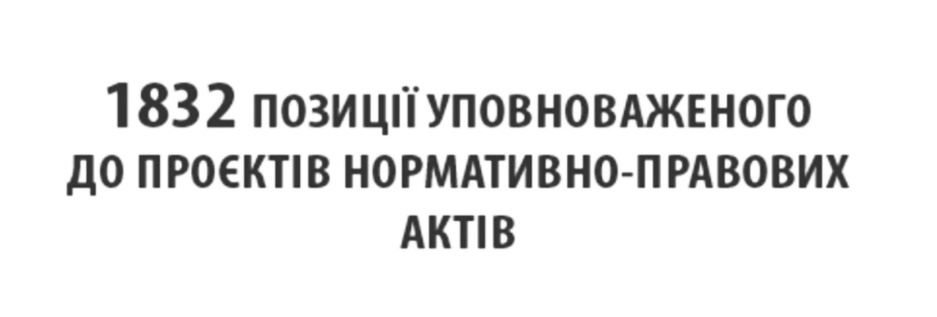 1832 ПОЗИЦІЇ УПОВНОВАЖЕНОГО
ДО ПРОЄКТІВ НОРМАТИВНО-ПРАВОВИХ
АКТІВ